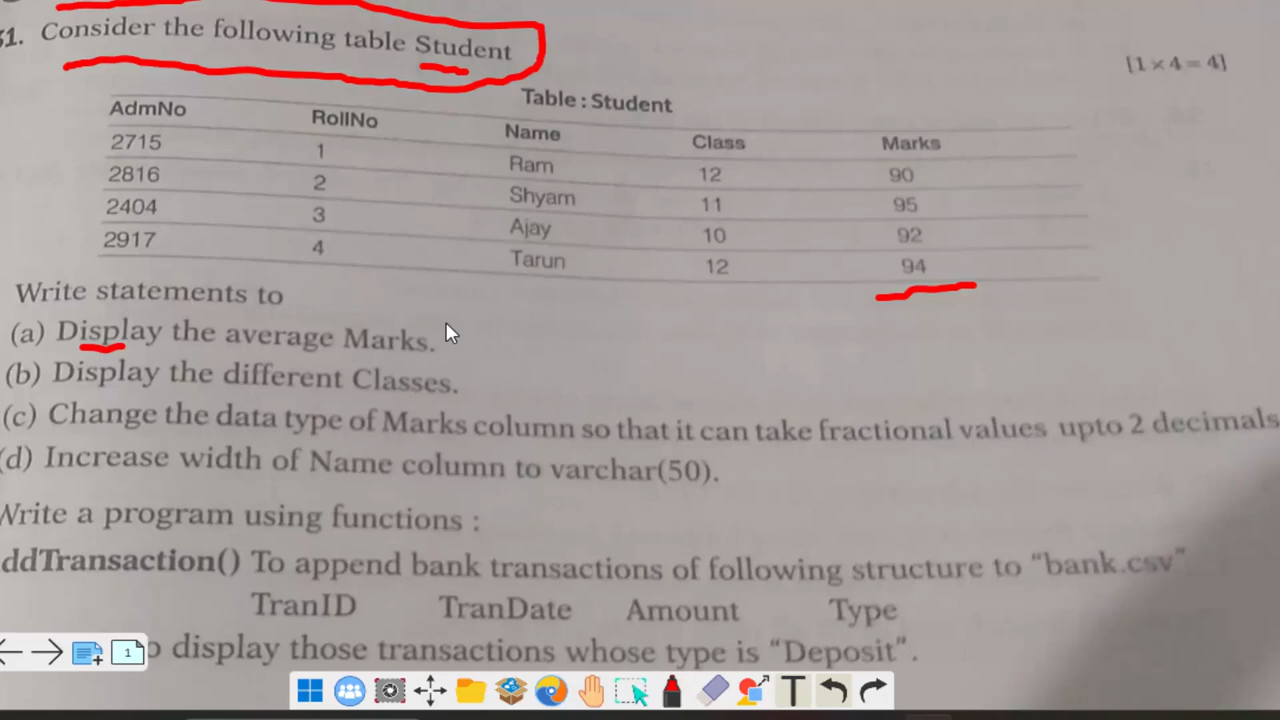 31. Consider the following table Student
[1 × 4 = 4]
Table : Student
AdmNo RollNo Name Class Marks
2715 1 Ram 12 90
2816 2 Shyam 11 95
2404 3 Ajay 10 92
2917 4 Tarun 12 94
Write statements to
(a) Display the average Marks.
(b) Display the different Classes.
(c) Change the data type of Marks column so that it can take fractional values upto 2 decimals
(d) Increase width of Name column to varchar(50).
Write a program using functions :
ddTransaction() To append bank transactions of following structure to “bank.csv”
TranID TranDate Amount Type
o display those transactions whose type is “Deposit”.
1
T